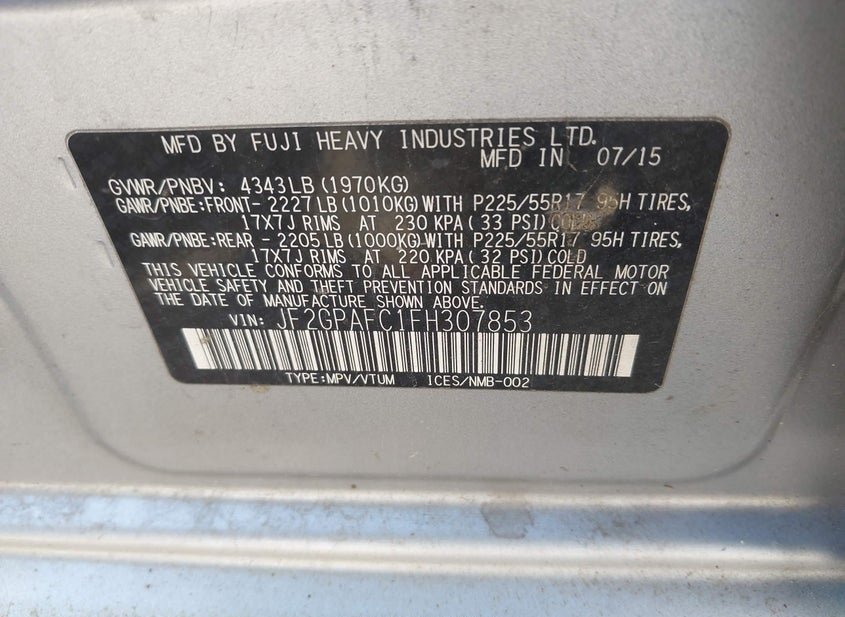 MFD BY FUJI HEAVY INDUSTRIES LTD.
MFD IN 07/15
GVWR/PNBV: 4343LB (1970KG)
GAWR/PNBE:FRONT- 2227LB (1010KG) WITH P225/55R17 95H TIRES,
17X7J RIMS AT 230 KPA (33 PSI) COLD
GAWR/PNBE:REAR - 2205LB (1000KG) WITH P225/55R17 95H TIRES,
17X7J RIMS AT 220 KPA (32 PSI) COLD
THIS VEHICLE CONFORMS TO ALL APPLICABLE FEDERAL MOTOR
VEHICLE SAFETY AND THEFT PREVENTION STANDARDS IN EFFECT ON
THE DATE OF MANUFACTURE SHOWN ABOVE.
VIN: JF2GPAFC1FH307853
TYPE:MPV/VTUM ICES/NMB-002